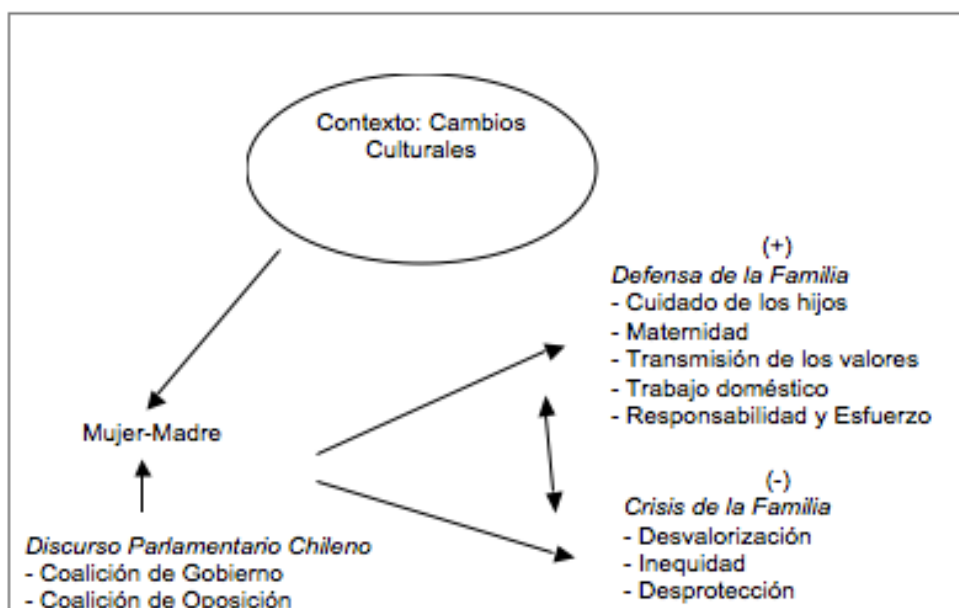 Contexto: Cambios
Culturales
(+)
Defensa de la Familia
- Cuidado de los hijos
- Maternidad
- Transmisión de los valores
- Trabajo doméstico
- Responsabilidad y Esfuerzo
Mujer-Madre
(-)
Crisis de la Familia
- Desvalorización
- Inequidad
- Desprotección
Discurso Parlamentario Chileno
- Coalición de Gobierno
- Coalición de Oposición